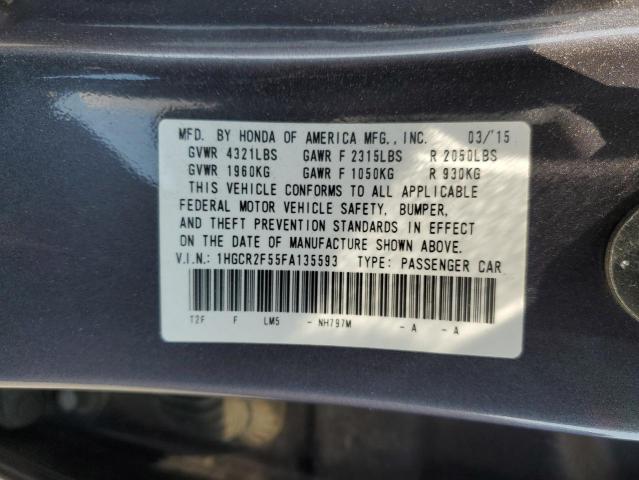 MFD. BY HONDA OF AMERICA MFG., INC. 03/'15
GVWR 4321LBS GAWR F 2315LBS R 2050LBS
GVWR 1960KG GAWR F 1050KG R 930KG
THIS VEHICLE CONFORMS TO ALL APPLICABLE
FEDERAL MOTOR VEHICLE SAFETY, BUMPER,
AND THEFT PREVENTION STANDARDS IN EFFECT
ON THE DATE OF MANUFACTURE SHOWN ABOVE.
V.I.N.: 1HGCR2F55FA135593 TYPE: PASSENGER CAR
T2F F LM5 - NH797M - A - A